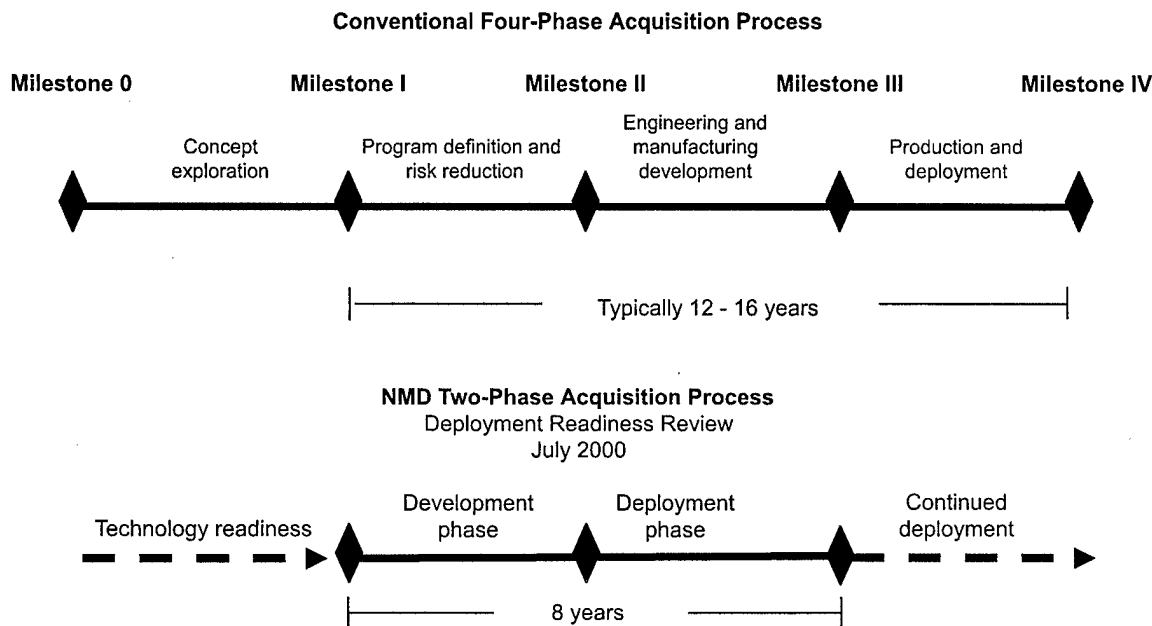 Conventional Four-Phase Acquisition Process
Milestone 0
Milestone I
Milestone II
Milestone III
Milestone IV
Concept
exploration
Program definition and
risk reduction
Engineering and
manufacturing
development
Production and
deployment
Typically 12 - 16 years
NMD Two-Phase Acquisition Process
Deployment Readiness Review
July 2000
Technology readiness
Development
phase
Deployment
phase
Continued
deployment
8 years